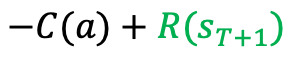 −C(a) + R(s_{T+1})